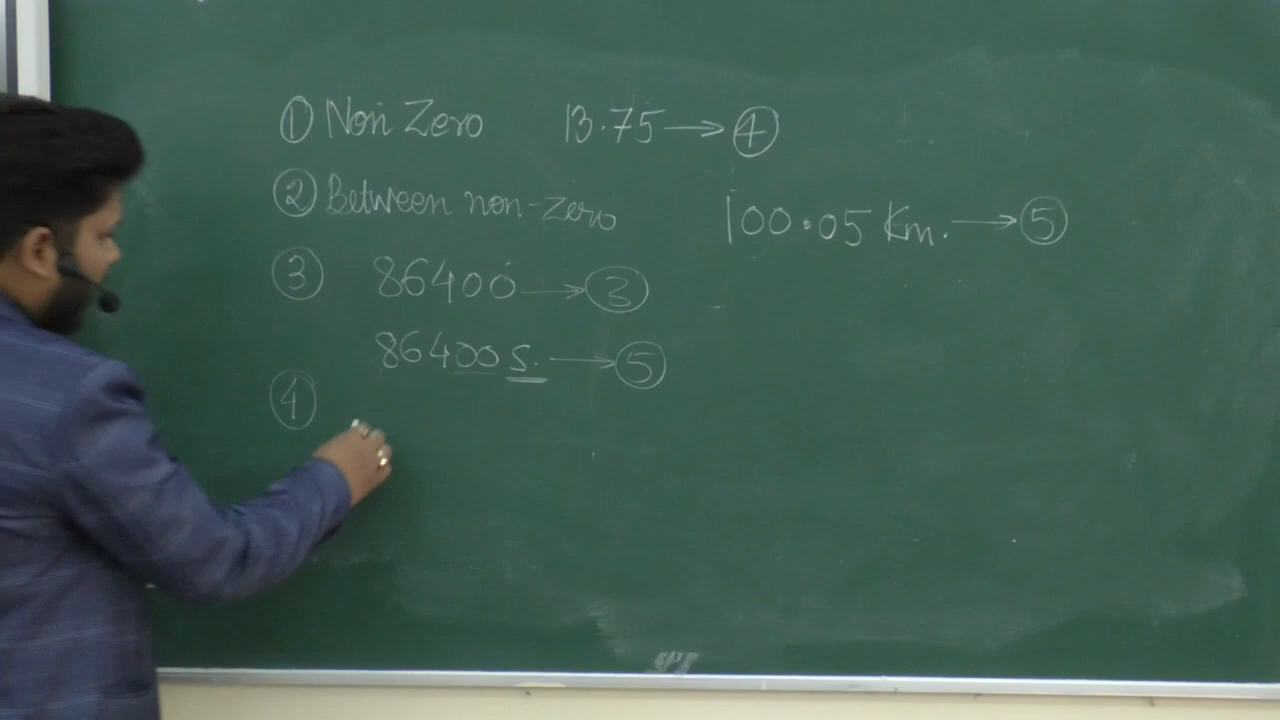 ① Non Zero 13.75 → ④
② Between non-zero 100.05 Km. → ⑤
③ 86400 → ③
86400 s. → ⑤
④